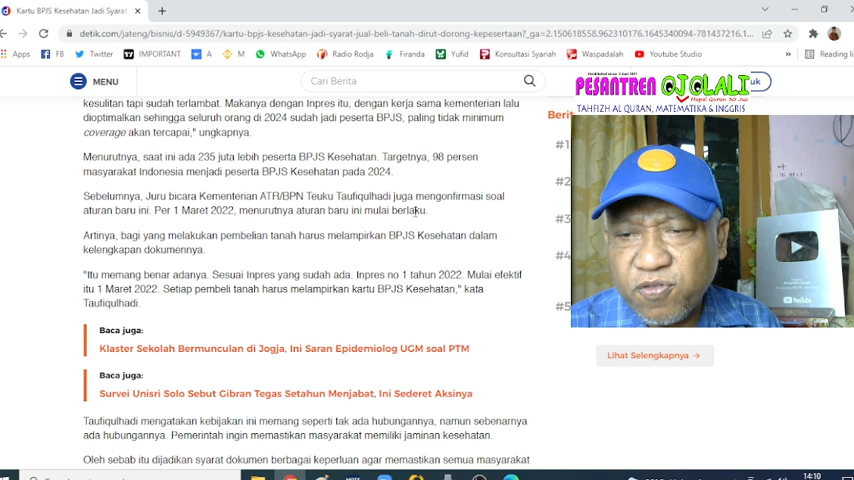 Kartu BPJS Kesehatan Jadi Syarat
detik.com/jateng/bisnis/d-5949367/kartu-bpjs-kesehatan-jadi-syarat-jual-beli-tanah-dirut-dorong-kepesertaan?_ga=2.150618558.962310176.1645340094-781437216.1...
Apps
FB
Twitter
IMPORTANT
A
M
WhatsApp
Radio Rodja
Firanda
Yufid
Konsultasi Syariah
Waspadalah
Youtube Studio
Reading
MENU
Cari Berita
PESANTREN OJOLALI
Hapal Quran 30 Juz
TAHFIZH AL QURAN, MATEMATIKA & INGGRIS
uk
kesulitan tapi sudah terlambat. Makanya dengan Inpres itu, dengan kerja sama kementerian lalu
dioptimalkan sehingga seluruh orang di 2024 sudah jadi peserta BPJS, paling tidak minimum
coverage akan tercapai," ungkapnya.
Menurutnya, saat ini ada 235 juta lebih peserta BPJS Kesehatan. Targetnya, 98 persen
masyarakat Indonesia menjadi peserta BPJS Kesehatan pada 2024.
Sebelumnya, Juru bicara Kementerian ATR/BPN Teuku Taufiqulhadi juga mengonfirmasi soal
aturan baru ini. Per 1 Maret 2022, menurutnya aturan baru ini mulai berlaku.
Artinya, bagi yang melakukan pembelian tanah harus melampirkan BPJS Kesehatan dalam
kelengkapan dokumennya.
"Itu memang benar adanya. Sesuai Inpres yang sudah ada. Inpres no 1 tahun 2022. Mulai efektif
itu 1 Maret 2022. Setiap pembeli tanah harus melampirkan kartu BPJS Kesehatan," kata
Taufiqulhadi.
Baca juga:
Klaster Sekolah Bermunculan di Jogja, Ini Saran Epidemiolog UGM soal PTM
Baca juga:
Survei Unisri Solo Sebut Gibran Tegas Setahun Menjabat, Ini Sederet Aksinya
Taufiqulhadi mengatakan kebijakan ini memang seperti tak ada hubungannya, namun sebenarnya
ada hubungannya. Pemerintah ingin memastikan masyarakat memiliki jaminan kesehatan.
Oleh sebab itu dijadikan syarat dokumen berbagai keperluan agar memastikan semua masyarakat
Berit
#1
#2
#3
#4
#5
YouTube
Lihat Selengkapnya →
14:10